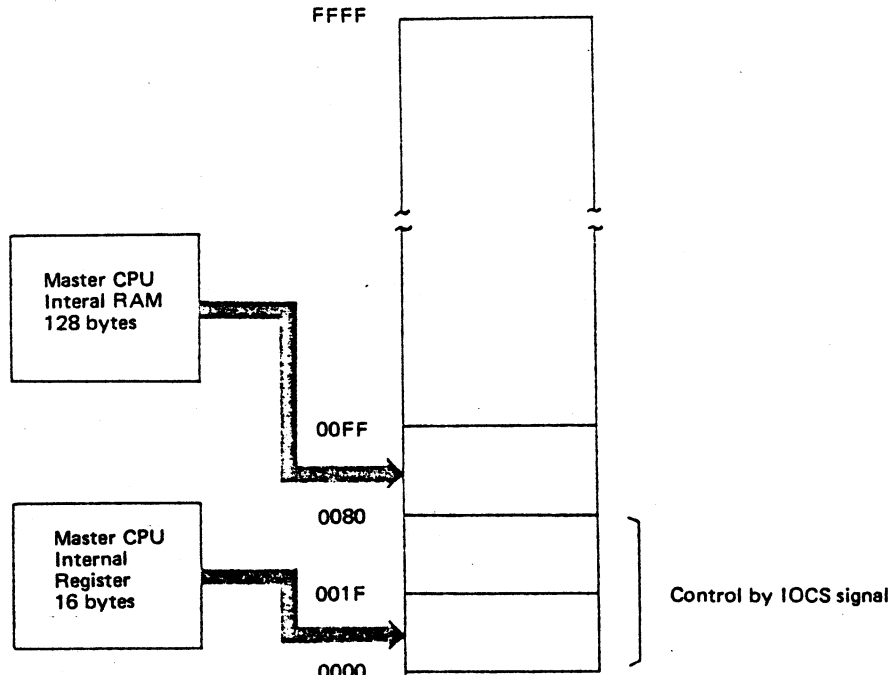 FFFF
Master CPU
Interal RAM
128 bytes
00FF
0080
Master CPU
Internal
Register
16 bytes
001F
Control by IOCS signal
0000